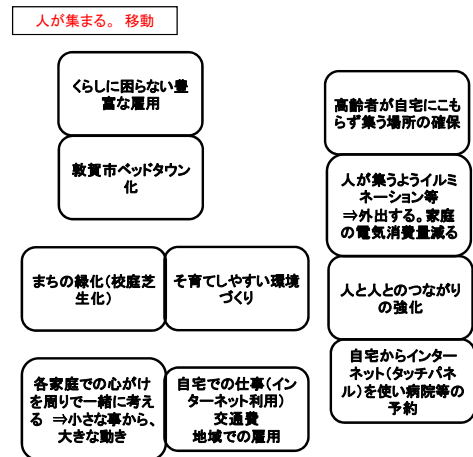 人が集まる。 移動
くらしに困らない豊
富な雇用
敦賀市ベッドタウン
化
まちの緑化（校庭芝
生化）
そ育てしやすい環境
づくり
各家庭での心がけ
を周りで一緒に考え
る ⇒小さな事から、
大きな動き
自宅での仕事（イン
ターネット利用）
交通費
地域での雇用
高齢者が自宅にこも
らず集う場所の確保
人が集うようイルミ
ネーション等
⇒外出する。家庭
の電気消費量減る
人と人とのつながり
の強化
自宅からインター
ネット（タッチパネ
ル）を使い病院等の
予約